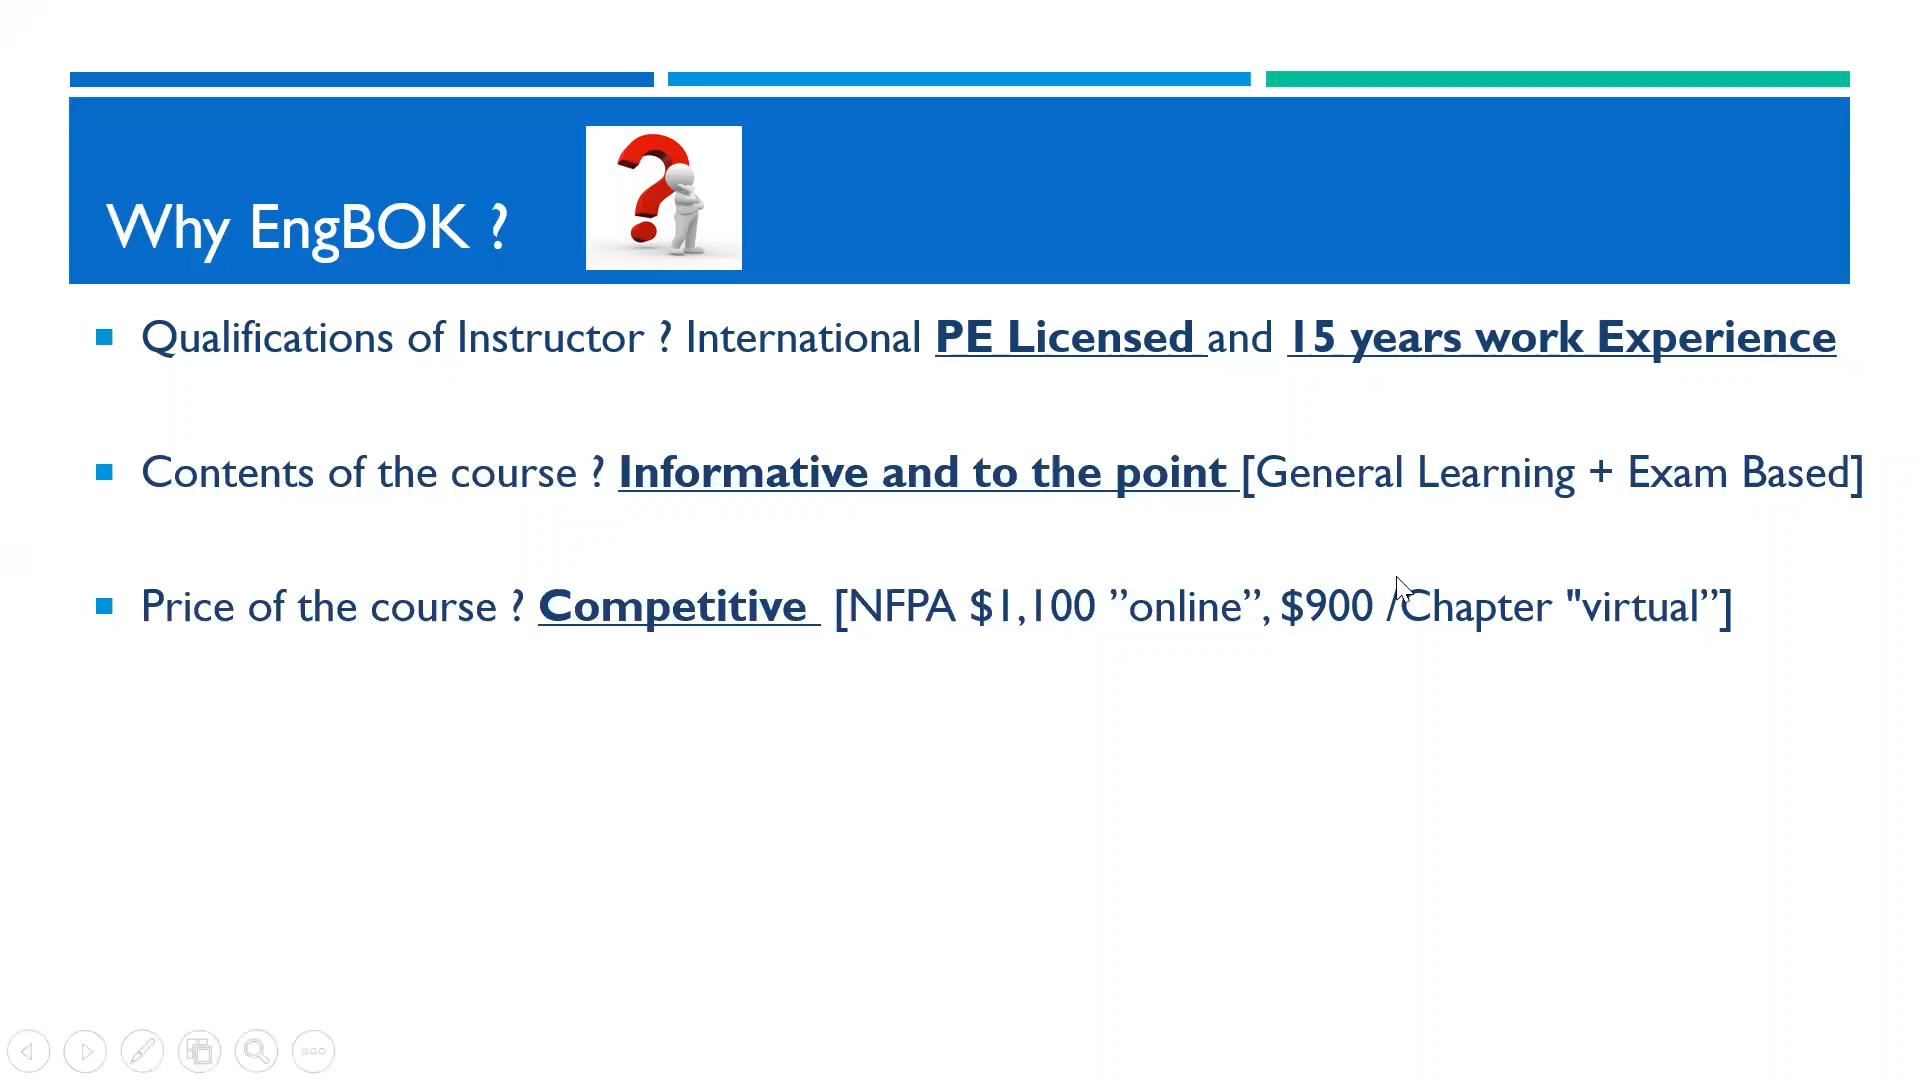 Why EngBOK ?
Qualifications of Instructor ? International PE Licensed and 15 years work Experience
Contents of the course ? Informative and to the point [General Learning + Exam Based]
Price of the course ? Competitive [NFPA $1,100 ”online”, $900 /Chapter "virtual”]